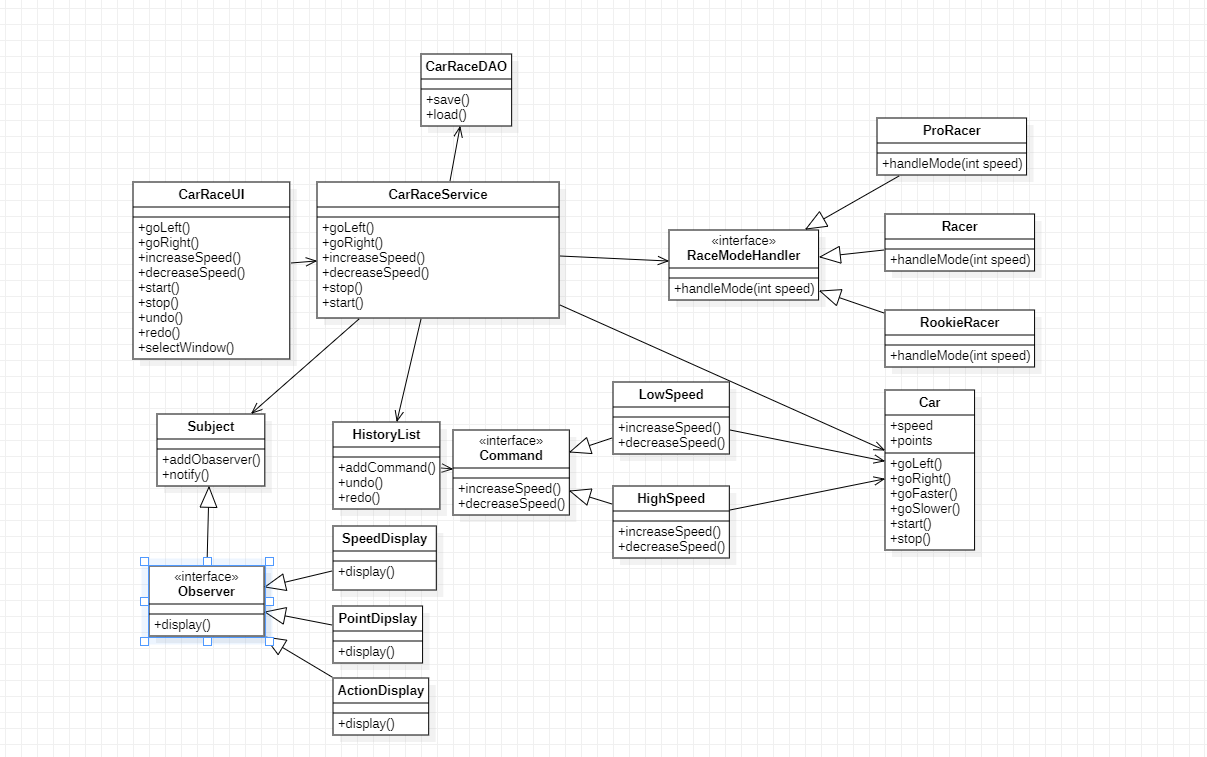 CarRaceDAO
+save()
+load()
ProRacer
+handleMode(int speed)
CarRaceUI
+goLeft()
+goRight()
+increaseSpeed()
+decreaseSpeed()
+start()
+stop()
+undo()
+redo()
+selectWindow()
CarRaceService
+goLeft()
+goRight()
+increaseSpeed()
+decreaseSpeed()
+stop()
+start()
«interface»
RaceModeHandler
+handleMode(int speed)
Racer
+handleMode(int speed)
RookieRacer
+handleMode(int speed)
Subject
+addObaserver()
+notify()
HistoryList
+addCommand()
+undo()
+redo()
«interface»
Command
+increaseSpeed()
+decreaseSpeed()
LowSpeed
+increaseSpeed()
+decreaseSpeed()
HighSpeed
+increaseSpeed()
+decreaseSpeed()
Car
+speed
+points
+goLeft()
+goRight()
+goFaster()
+goSlower()
+start()
+stop()
«interface»
Observer
+display()
SpeedDisplay
+display()
PointDipslay
+display()
ActionDisplay
+display()